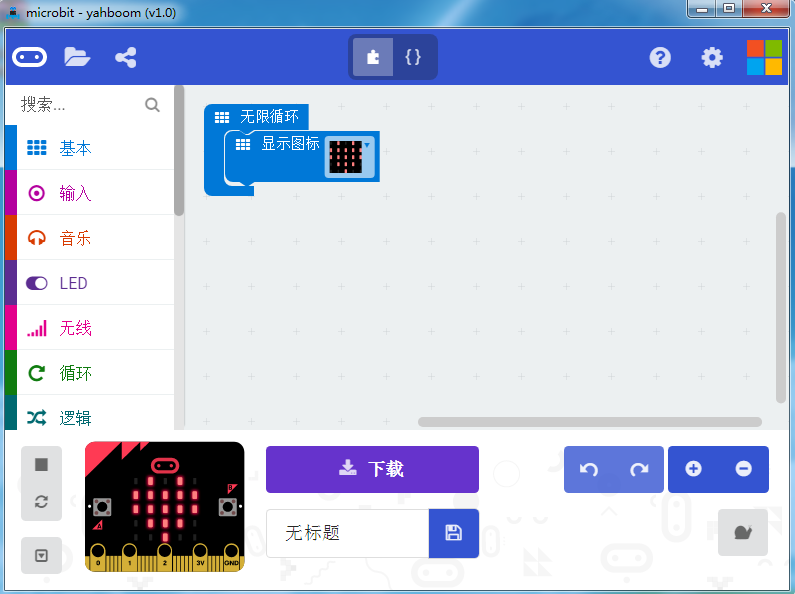 microbit - yahboom (v1.0)
{ }
?
搜索...
基本
输入
音乐
LED
无线
循环
逻辑
无限循环
显示图标
A
B
0 1 2 3V GND
下载
无标题